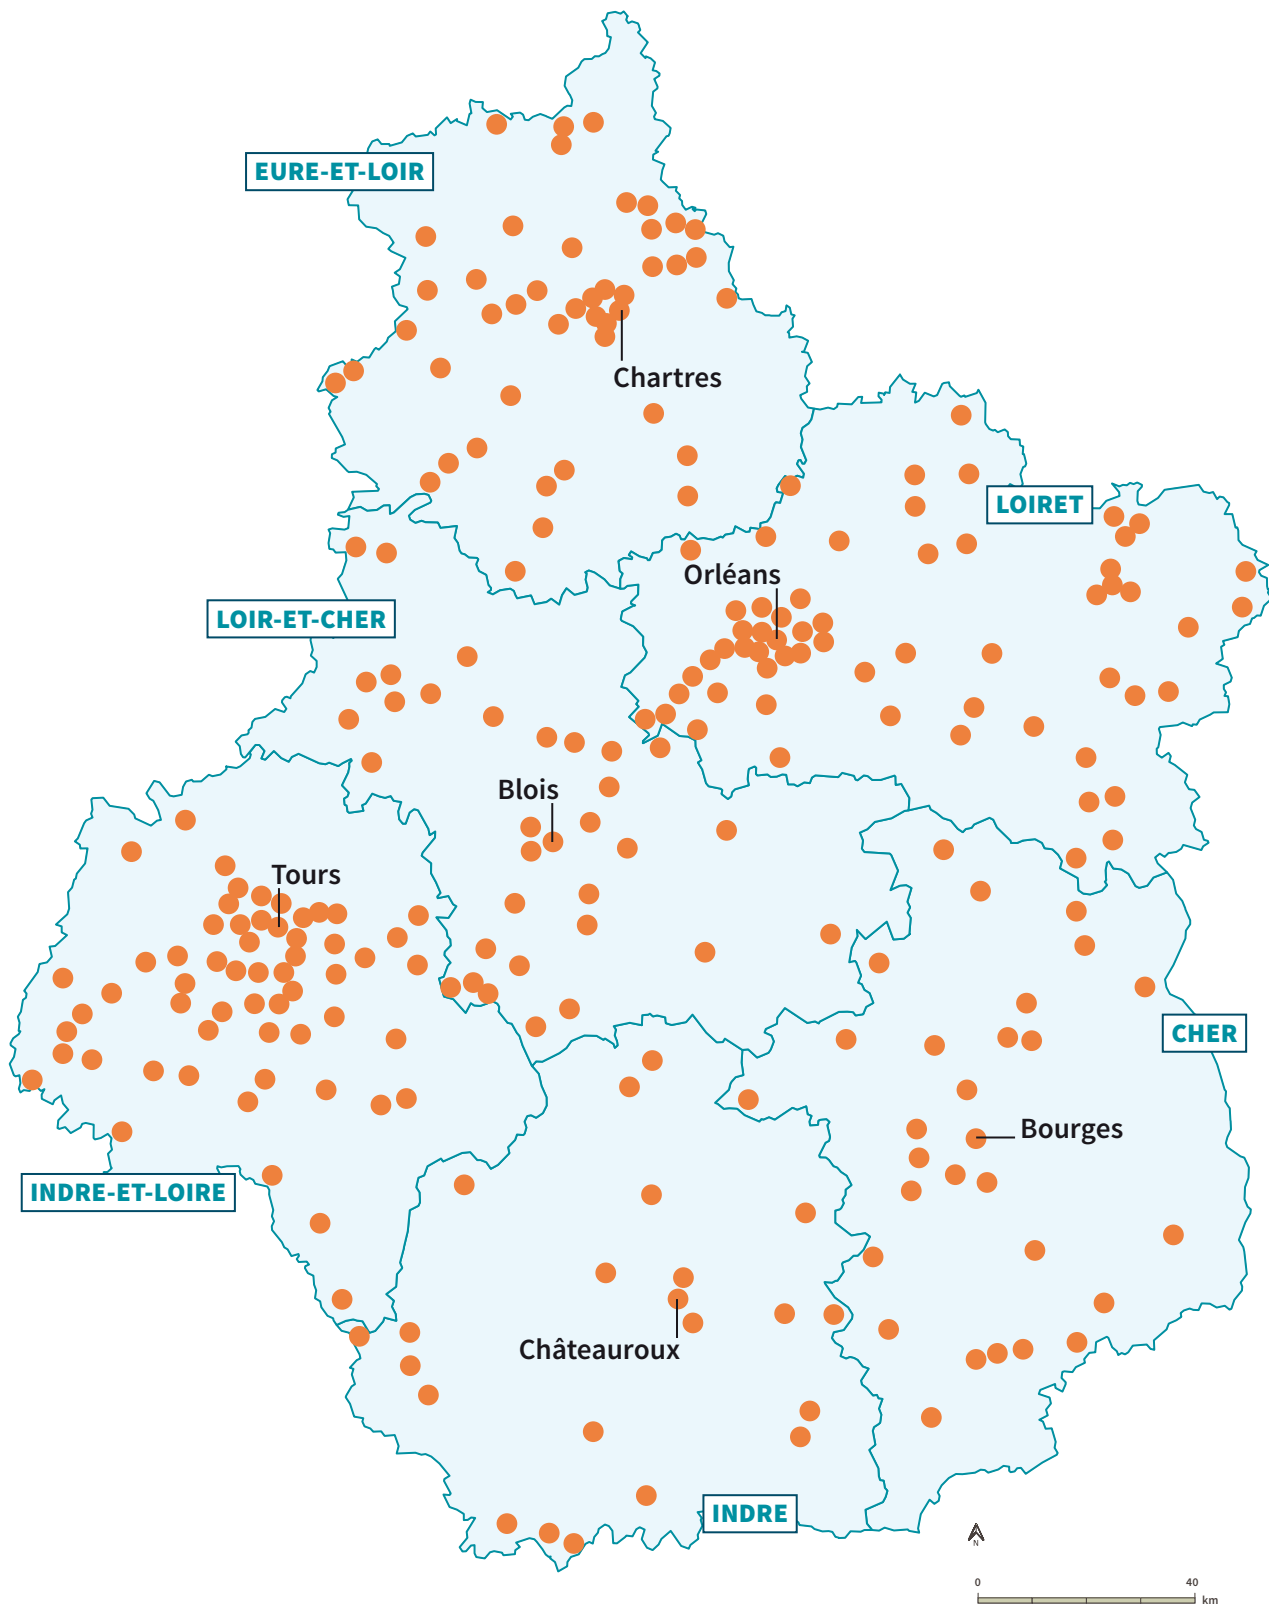 EURE-ET-LOIR
Chartres
LOIRET
Orléans
LOIR-ET-CHER
Blois
Tours
CHER
Bourges
INDRE-ET-LOIRE
Châteauroux
INDRE
N
0 40
km